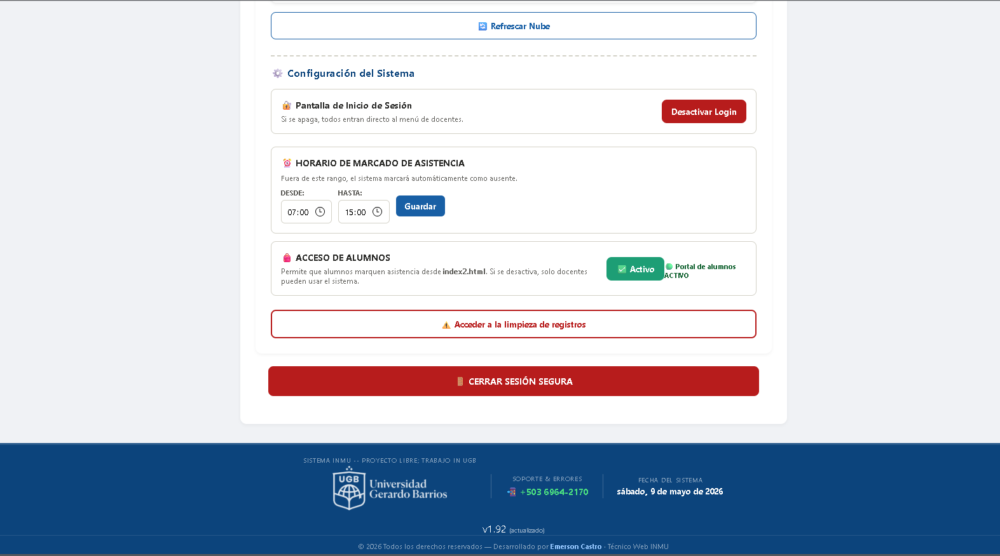 Refrescar Nube
Configuración del Sistema
Pantalla de Inicio de Sesión
Si se apaga, todos entran directo al menú de docentes.
Desactivar Login
HORARIO DE MARCADO DE ASISTENCIA
Fuera de este rango, el sistema marcará automáticamente como ausente.
DESDE: HASTA:
07:00 15:00 Guardar
ACCESO DE ALUMNOS
Permite que alumnos marquen asistencia desde index2.html. Si se desactiva, solo docentes
pueden usar el sistema.
Activo
Portal de alumnos
ACTIVO
Acceder a la limpieza de registros
CERRAR SESIÓN SEGURA
SISTEMA INMU -- PROYECTO LIBRE; TRABAJO IN UGB
UGB
Universidad
Gerardo Barrios
SOPORTE & ERRORES
+503 6964-2170
FECHA DEL SISTEMA
sábado, 9 de mayo de 2026
v1.92 (actualizado)
© 2026 Todos los derechos reservados — Desarrollado por Emerson Castro · Técnico Web INMU